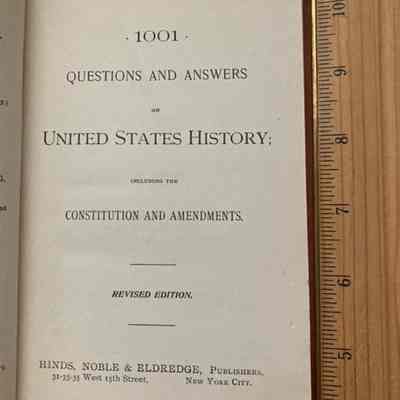 · 1001 ·
QUESTIONS AND ANSWERS
ON
UNITED STATES HISTORY;
INCLUDING THE
CONSTITUTION AND AMENDMENTS.
REVISED EDITION.
HINDS, NOBLE & ELDREDGE, PUBLISHERS,
31-33-35 West 15th Street, New York City.
10
9
8
7
6
5